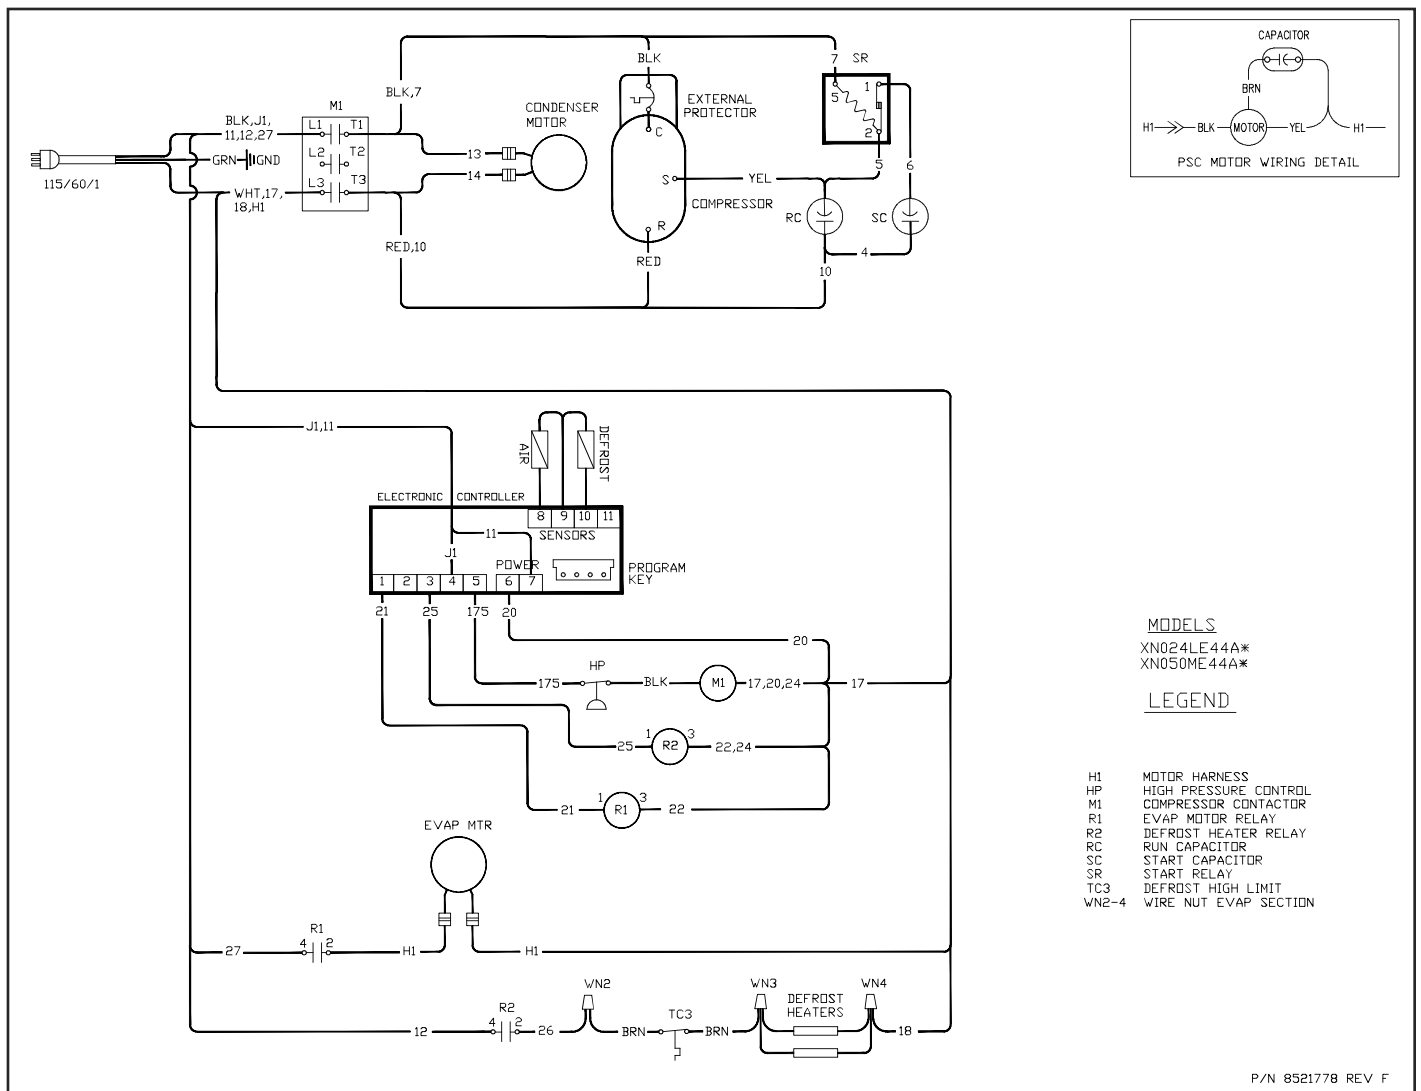 BLK
7
SR
BLK,7
M1
CONDENSER
MOTOR
EXTERNAL
PROTECTOR
5
1
2
BLK,J1,
11,12,27
L1
T1
C
GRN
GND
L2
T2
13
14
115/60/1
WHT,17,
18,H1
L3
T3
S
YEL
5
6
COMPRESSOR
RC
SC
R
RED,10
RED
10
4
CAPACITOR
BRN
H1
BLK
MOTOR
YEL
H1
PSC MOTOR WIRING DETAIL
J1,11
AIR
DEFROST
ELECTRONIC CONTROLLER
8 9 10 11
SENSORS
11
J1
POWER
PROGRAM
KEY
1 2 3 4 5 6 7
21
25
175
20
20
HP
175
BLK
M1
17,20,24
17
25
1
R2
3
22,24
21
1
R1
3
22
EVAP MTR
R1
27
4
2
H1
H1
WN2
WN3
WN4
DEFROST
HEATERS
R2
TC3
12
4
2
26
BRN
BRN
18
MODELS
XN024LE44A*
XN050ME44A*
LEGEND
H1 MOTOR HARNESS
HP HIGH PRESSURE CONTROL
M1 COMPRESSOR CONTACTOR
R1 EVAP MOTOR RELAY
R2 DEFROST HEATER RELAY
RC RUN CAPACITOR
SC START CAPACITOR
SR START RELAY
TC3 DEFROST HIGH LIMIT
WN2-4 WIRE NUT EVAP SECTION
P/N 8521778 REV F